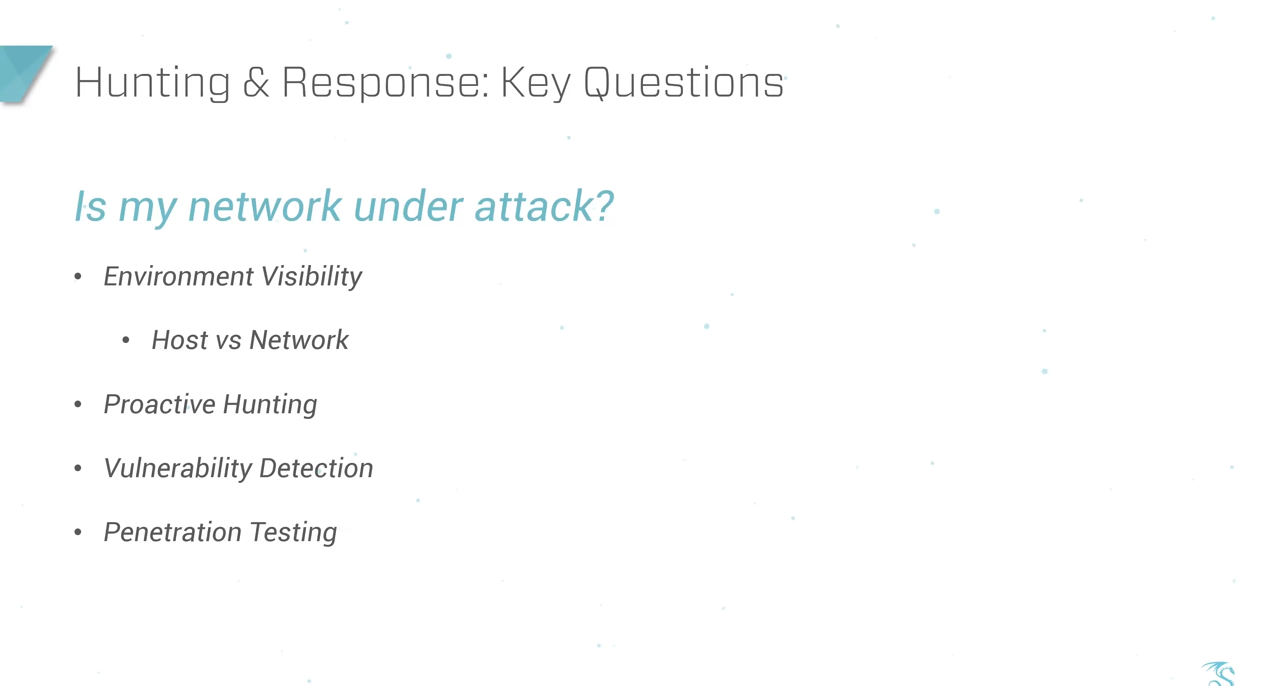 Hunting & Response: Key Questions
Is my network under attack?
• Environment Visibility
• Host vs Network
• Proactive Hunting
• Vulnerability Detection
• Penetration Testing